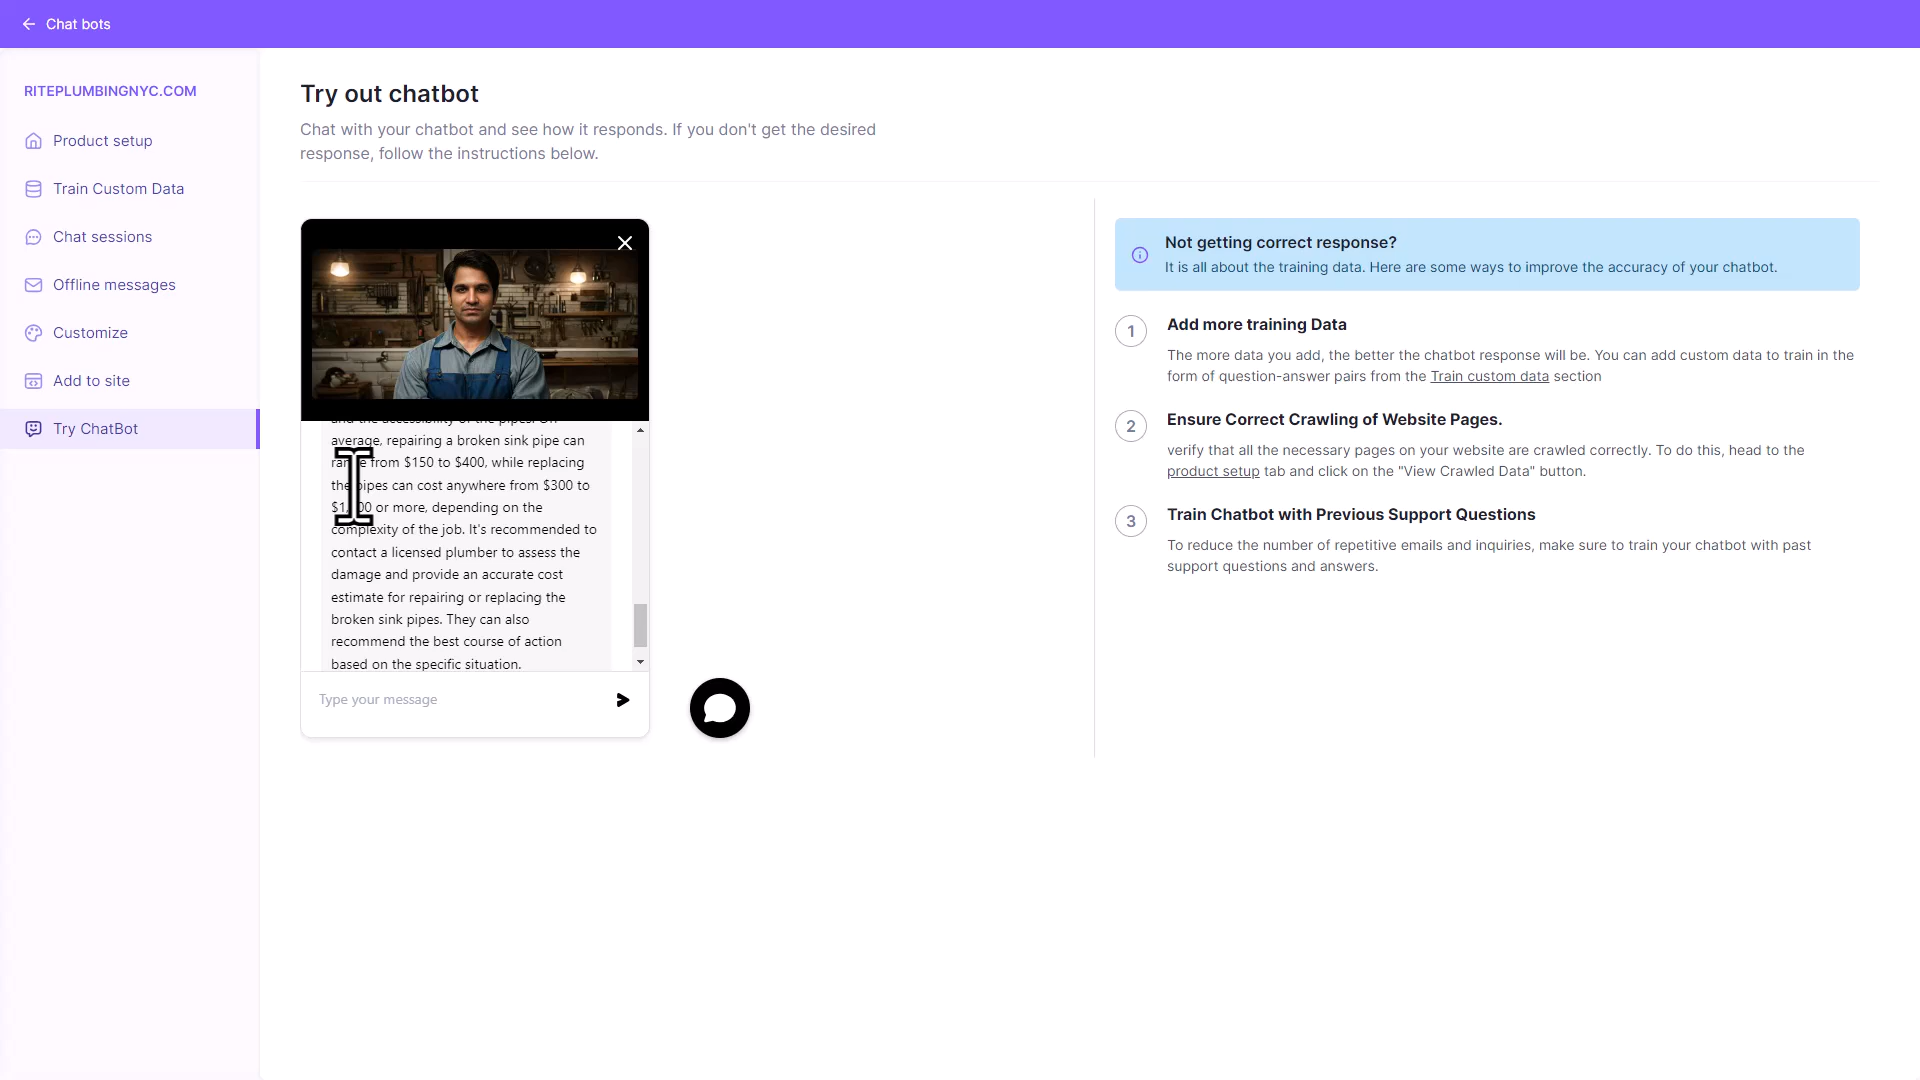 Chat bots
RITEPLUMBINGNYC.COM
Product setup
Train Custom Data
Chat sessions
Offline messages
Customize
Add to site
Try ChatBot
Try out chatbot
Chat with your chatbot and see how it responds. If you don't get the desired
response, follow the instructions below.
and the accessibility of the pipes. On
average, repairing a broken sink pipe can
from $150 to $400, while replacing
the pipes can cost anywhere from $300 to
or more, depending on the
complexity of the job. It's recommended to
contact a licensed plumber to assess the
damage and provide an accurate cost
estimate for repairing or replacing the
broken sink pipes. They can also
recommend the best course of action
based on the specific situation.
Type your message
Not getting correct response?
It is all about the training data. Here are some ways to improve the accuracy of your chatbot.
1
Add more training Data
The more data you add, the better the chatbot response will be. You can add custom data to train in the
form of question-answer pairs from the Train custom data section
2
Ensure Correct Crawling of Website Pages.
verify that all the necessary pages on your website are crawled correctly. To do this, head to the
product setup tab and click on the "View Crawled Data" button.
3
Train Chatbot with Previous Support Questions
To reduce the number of repetitive emails and inquiries, make sure to train your chatbot with past
support questions and answers.